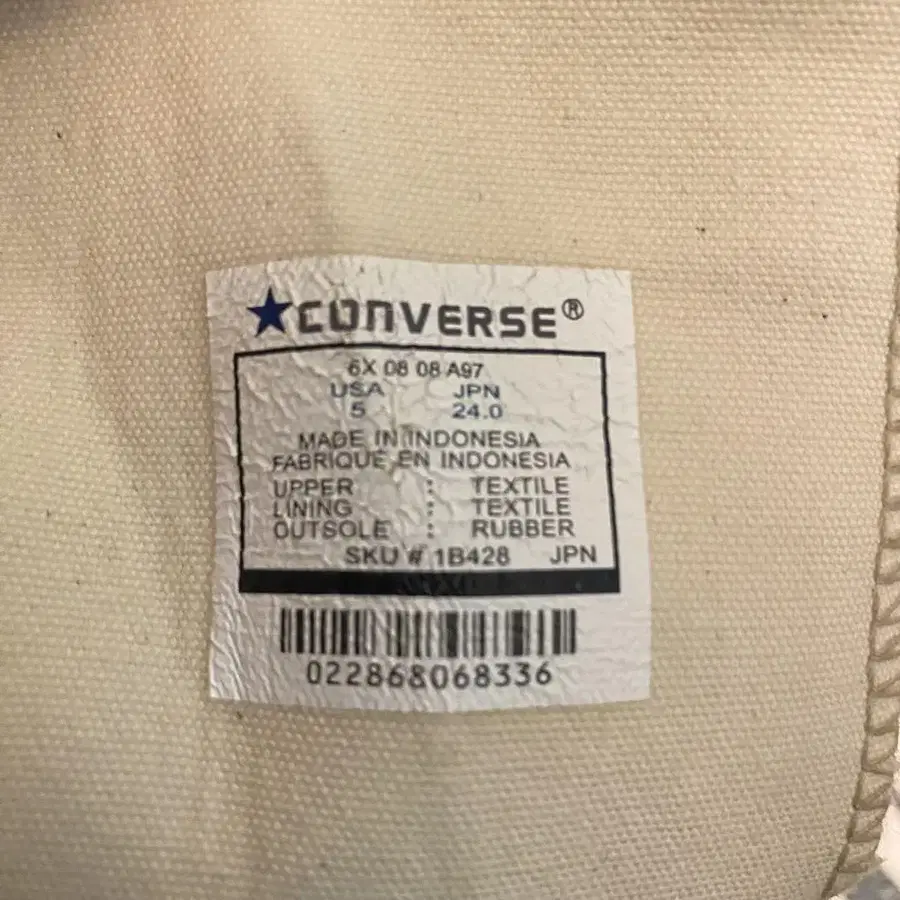 ★CONVERSE®
6X 08 08 A97
USA JPN
5 24.0
MADE IN INDONESIA
FABRIQUE EN INDONESIA
UPPER : TEXTILE
LINING : TEXTILE
OUTSOLE : RUBBER
SKU # 1B428 JPN
022868068336